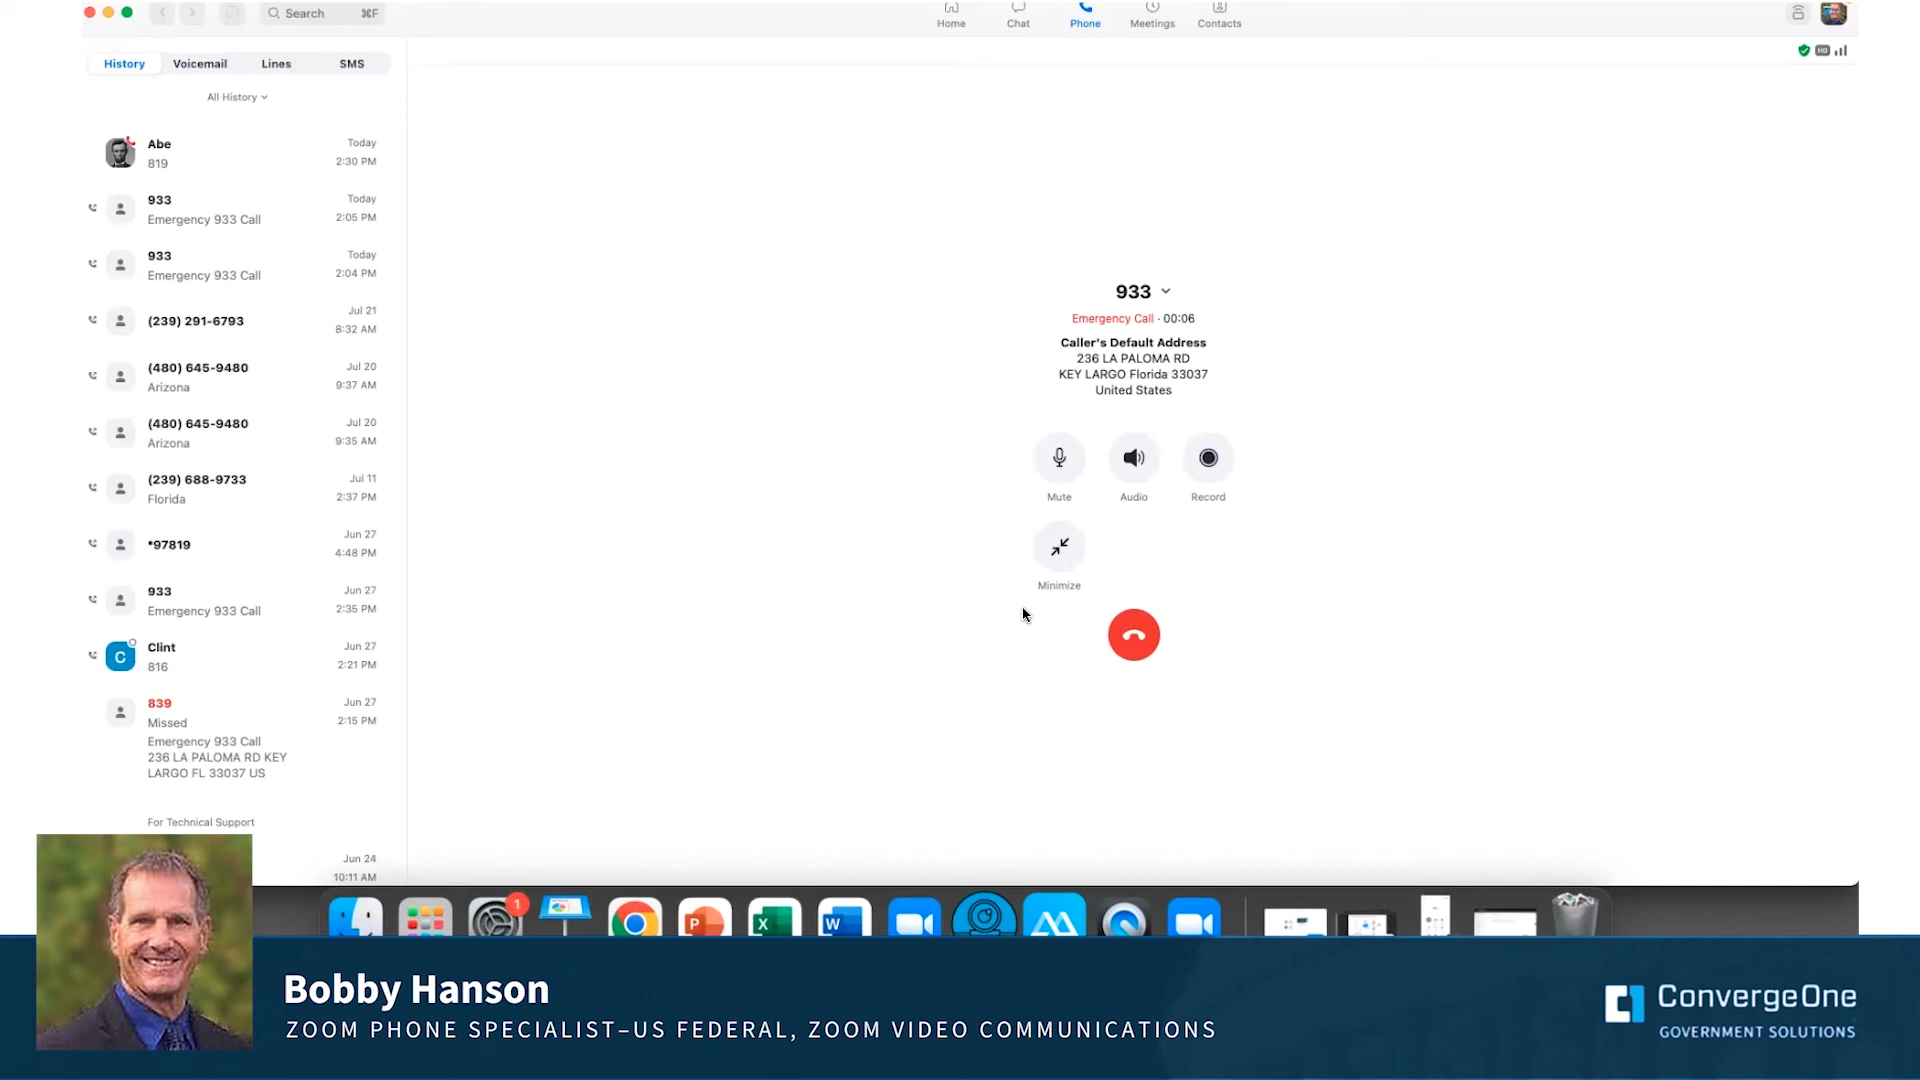 Search ⌘F
Home
Chat
Phone
Meetings
Contacts
HD
History
Voicemail
Lines
SMS
All History
Abe
819
Today
2:30 PM
933
Emergency 933 Call
Today
2:05 PM
933
Emergency 933 Call
Today
2:04 PM
(239) 291-6793
Jul 21
8:32 AM
(480) 645-9480
Arizona
Jul 20
9:37 AM
(480) 645-9480
Arizona
Jul 20
9:35 AM
(239) 688-9733
Florida
Jul 11
2:37 PM
*97819
Jun 27
4:48 PM
933
Emergency 933 Call
Jun 27
2:35 PM
C
Clint
816
Jun 27
2:21 PM
839
Missed
Emergency 933 Call
236 LA PALOMA RD KEY
LARGO FL 33037 US
Jun 27
2:15 PM
For Technical Support
Jun 24
10:11 AM
933
Emergency Call · 00:06
Caller's Default Address
236 LA PALOMA RD
KEY LARGO Florida 33037
United States
Mute
Audio
Record
Minimize
1
P
X
W
Bobby Hanson
ZOOM PHONE SPECIALIST–US FEDERAL, ZOOM VIDEO COMMUNICATIONS
ConvergeOne
GOVERNMENT SOLUTIONS